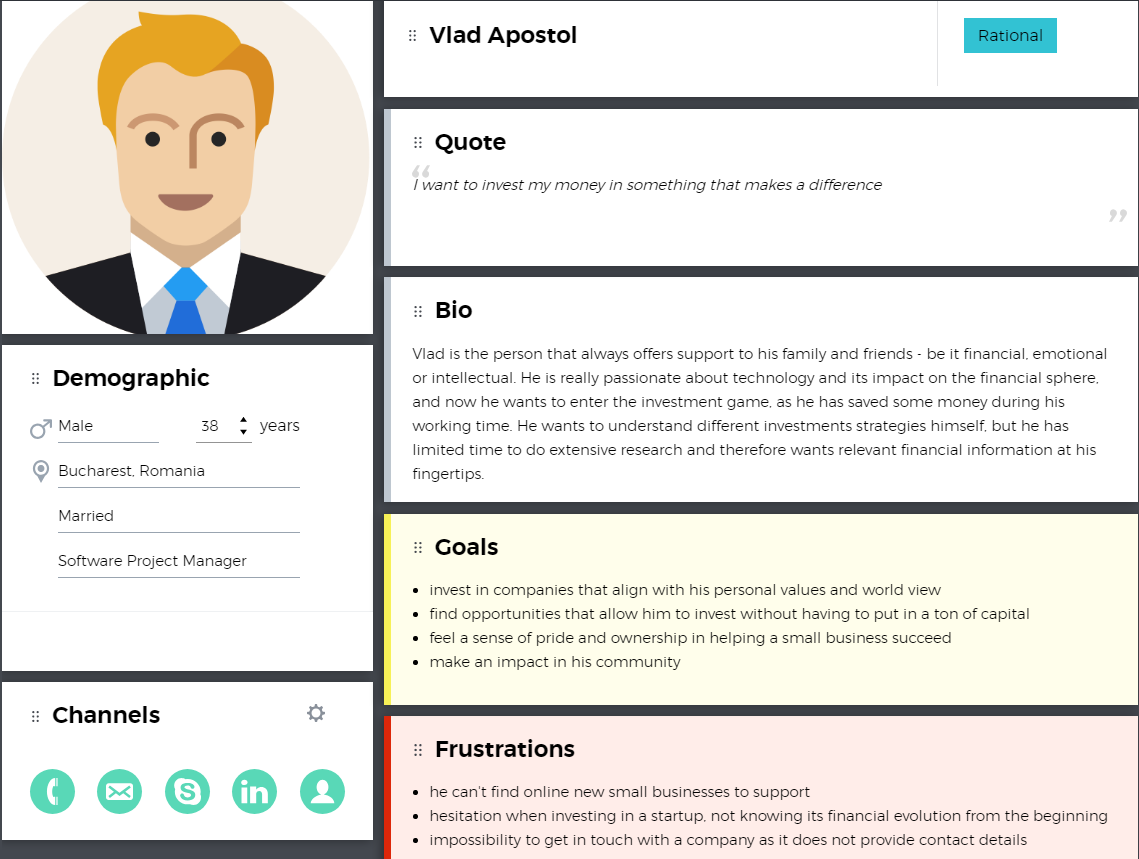 Vlad Apostol
Rational
Quote
“
I want to invest my money in something that makes a difference
”
Bio
Vlad is the person that always offers support to his family and friends - be it financial, emotional
or intellectual. He is really passionate about technology and its impact on the financial sphere,
and now he wants to enter the investment game, as he has saved some money during his
working time. He wants to understand different investments strategies himself, but he has
limited time to do extensive research and therefore wants relevant financial information at his
fingertips.
Demographic
Male
38 years
Bucharest, Romania
Married
Software Project Manager
Goals
• invest in companies that align with his personal values and world view
• find opportunities that allow him to invest without having to put in a ton of capital
• feel a sense of pride and ownership in helping a small business succeed
• make an impact in his community
Channels
in
Frustrations
• he can't find online new small businesses to support
• hesitation when investing in a startup, not knowing its financial evolution from the beginning
• impossibility to get in touch with a company as it does not provide contact details